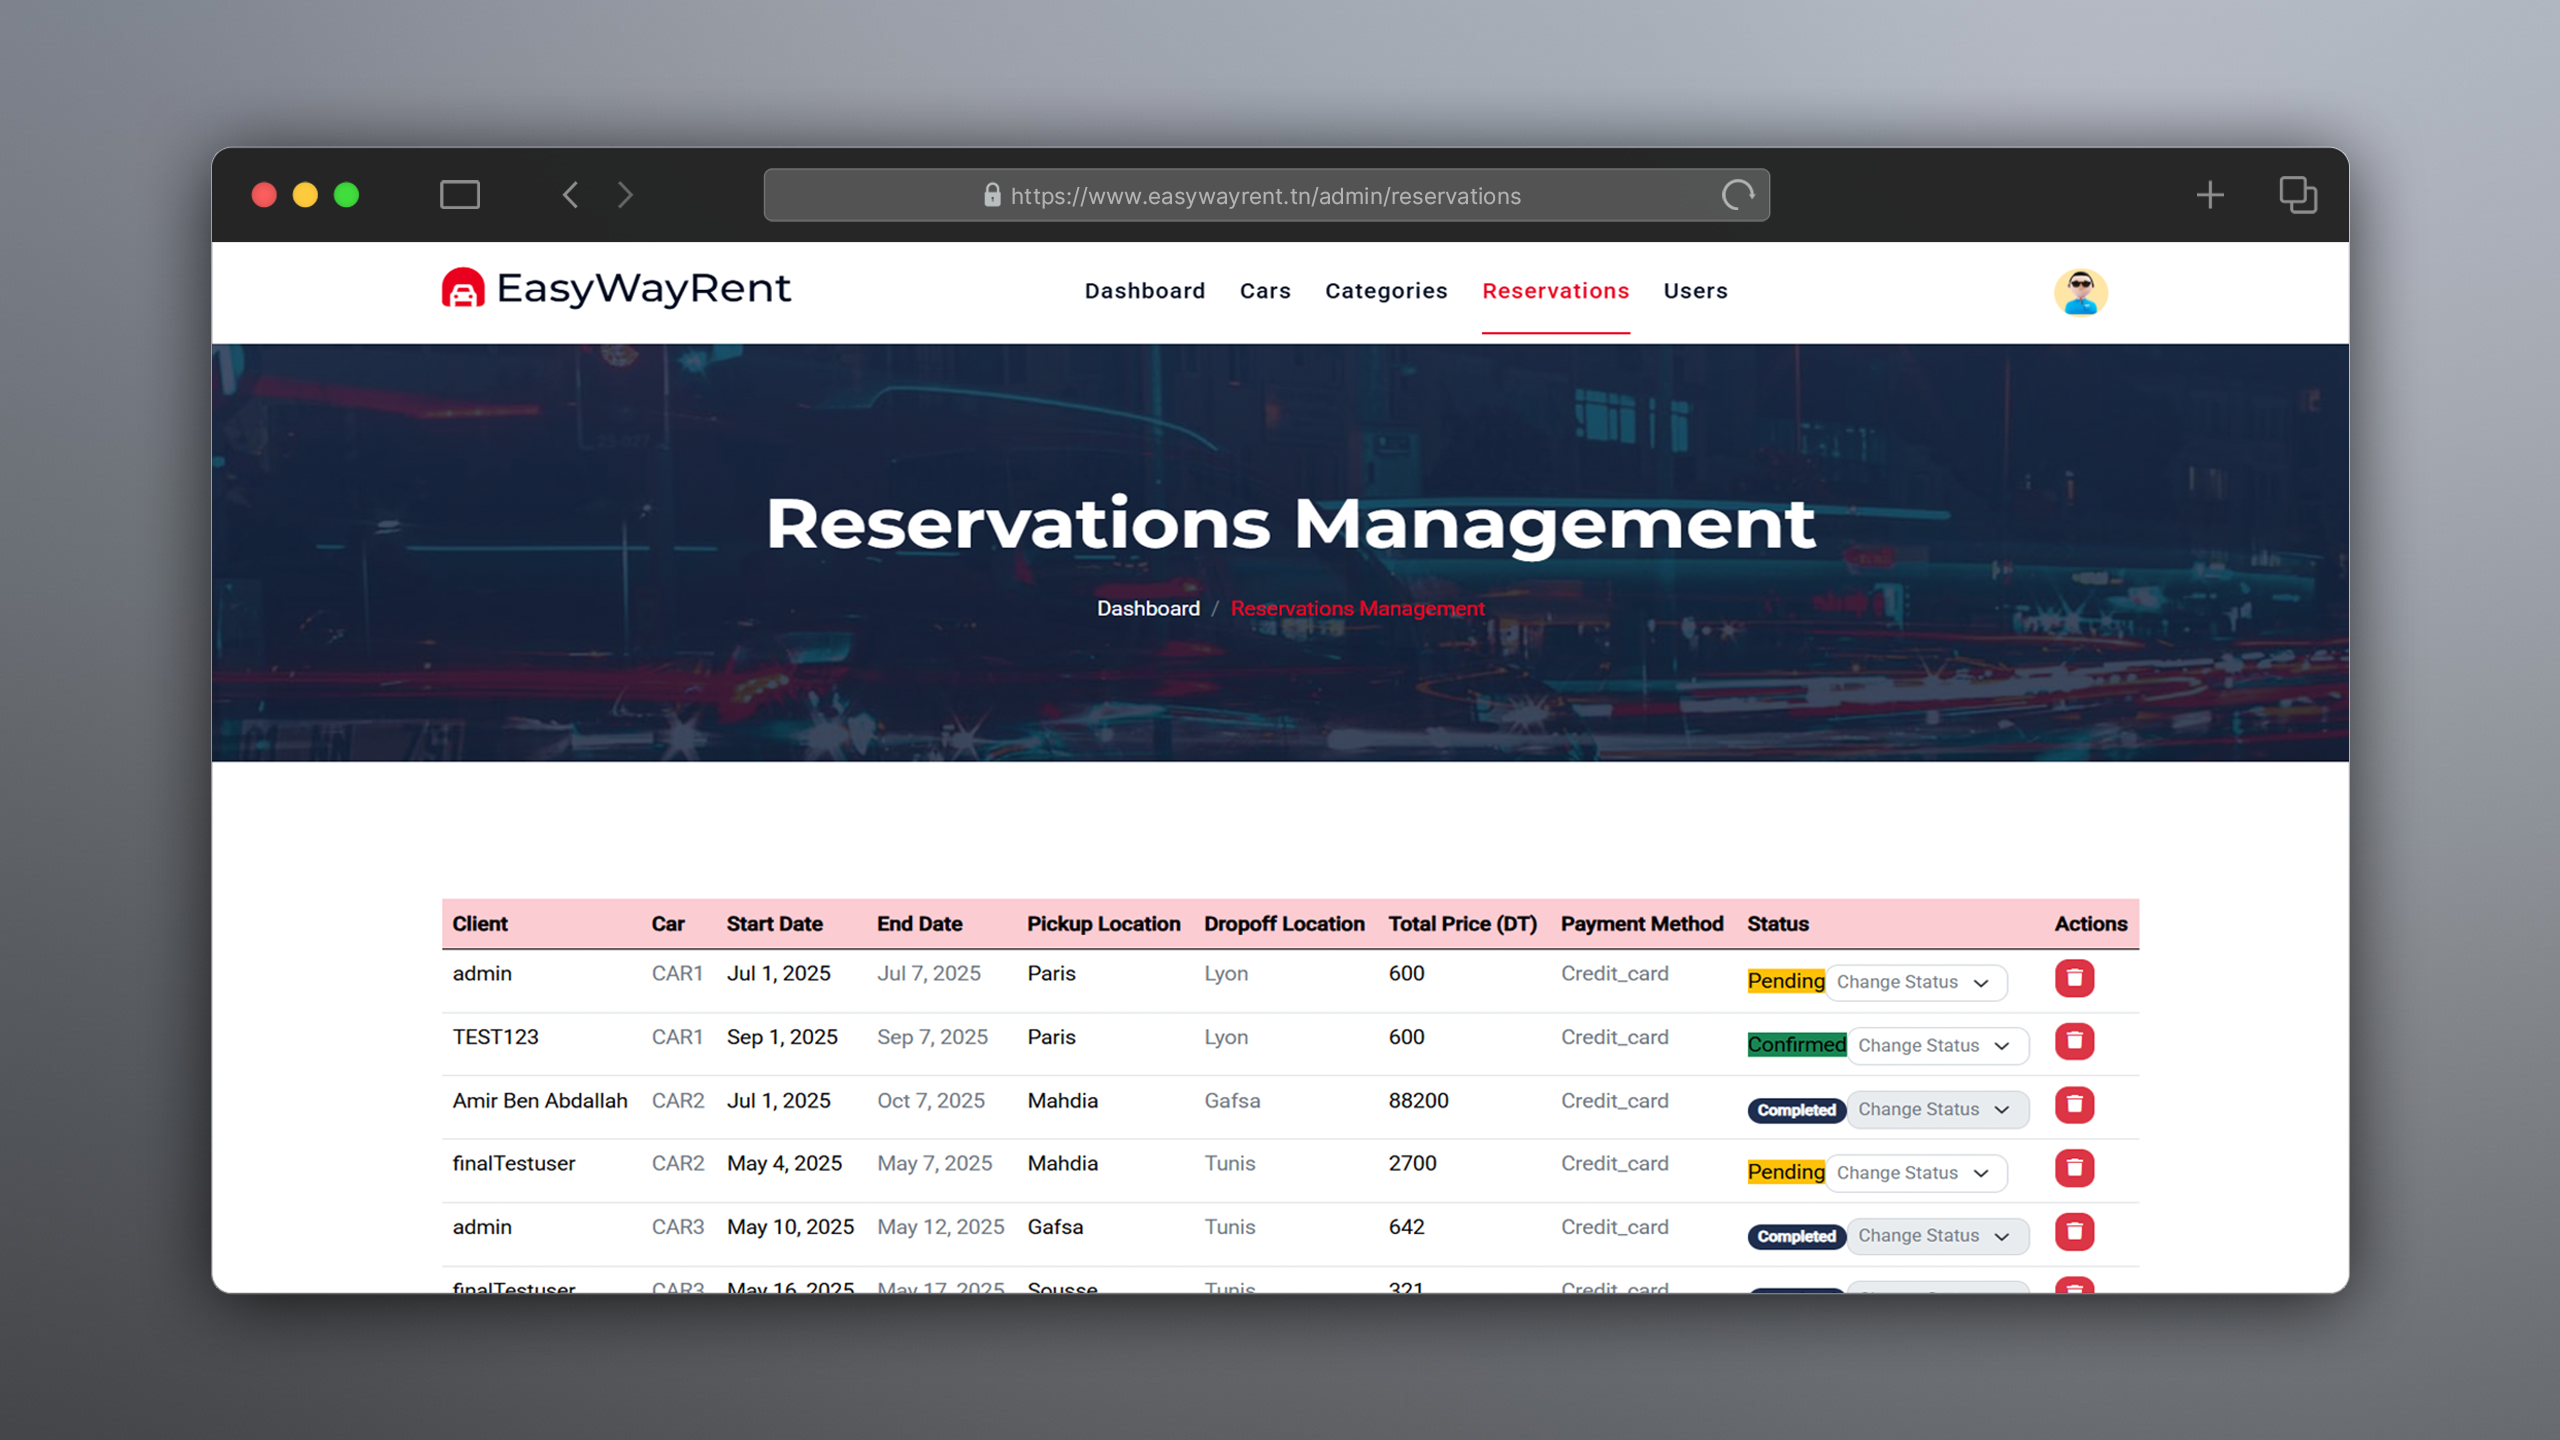 https://www.easywayrent.tn/admin/reservations
EasyWayRent Dashboard Cars Categories Reservations Users
Reservations Management
Dashboard / Reservations Management
Client Car Start Date End Date Pickup Location Dropoff Location Total Price (DT) Payment Method Status Actions
admin CAR1 Jul 1, 2025 Jul 7, 2025 Paris Lyon 600 Credit_card Pending Change Status
TEST123 CAR1 Sep 1, 2025 Sep 7, 2025 Paris Lyon 600 Credit_card Confirmed Change Status
Amir Ben Abdallah CAR2 Jul 1, 2025 Oct 7, 2025 Mahdia Gafsa 88200 Credit_card Completed Change Status
finalTestuser CAR2 May 4, 2025 May 7, 2025 Mahdia Tunis 2700 Credit_card Pending Change Status
admin CAR3 May 10, 2025 May 12, 2025 Gafsa Tunis 642 Credit_card Completed Change Status
finalTestuser CAR3 May 16, 2025 May 17, 2025 Sousse Tunis 321 Credit_card